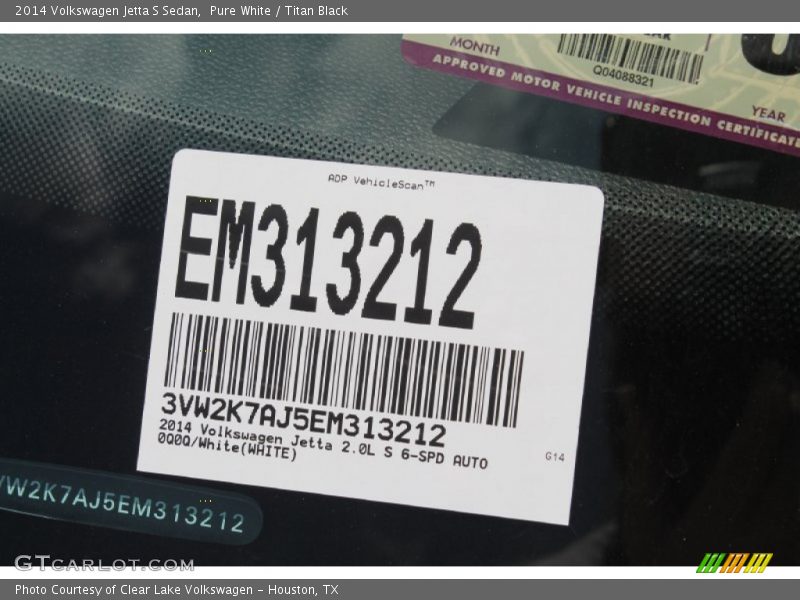 2014 Volkswagen Jetta S Sedan,  Pure White / Titan Black
MONTH
Q04088321
YEAR
APPROVED MOTOR VEHICLE INSPECTION CERTIFICATE
ADP VehicleScan™
EM313212
3VW2K7AJ5EM313212
2014 Volkswagen Jetta 2.0L S 6-SPD AUTO
0Q0Q/White(WHITE)
G14
VW2K7AJ5EM313212
GTCARLOT.COM
Photo Courtesy of Clear Lake Volkswagen - Houston, TX